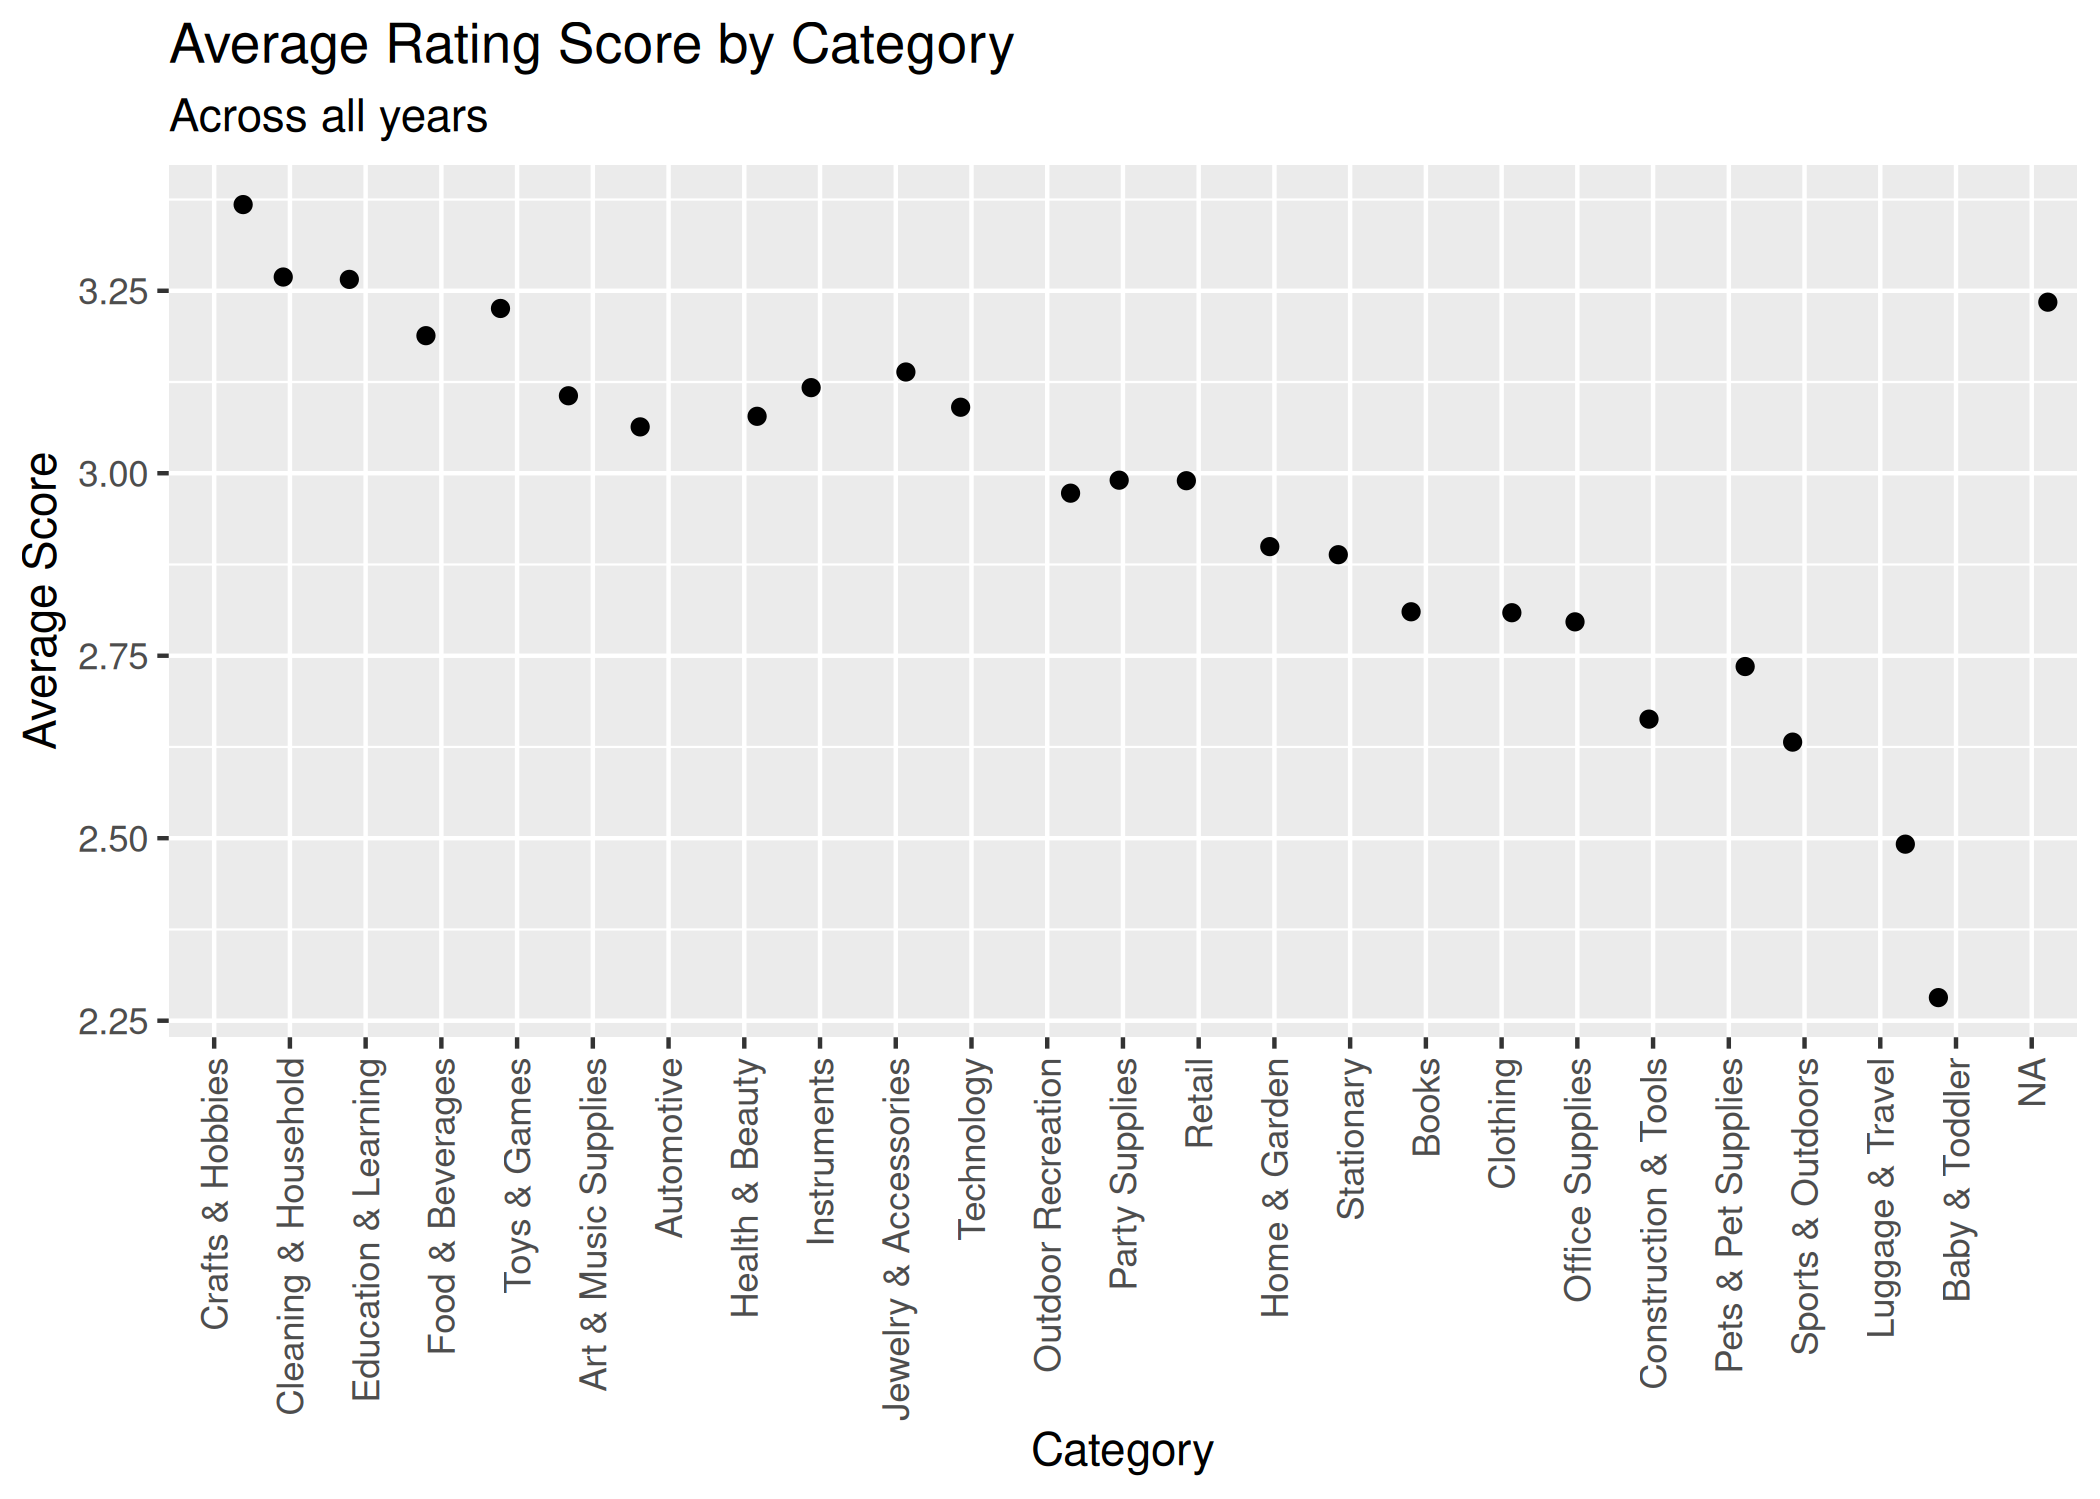 Average Rating Score by Category
Across all years
Average Score
3.25
3.00
2.75
2.50
2.25
Crafts & Hobbies
Cleaning & Household
Education & Learning
Food & Beverages
Toys & Games
Art & Music Supplies
Automotive
Health & Beauty
Instruments
Jewelry & Accessories
Technology
Outdoor Recreation
Party Supplies
Retail
Home & Garden
Stationary
Books
Clothing
Office Supplies
Construction & Tools
Pets & Pet Supplies
Sports & Outdoors
Luggage & Travel
Baby & Toddler
NA
Category